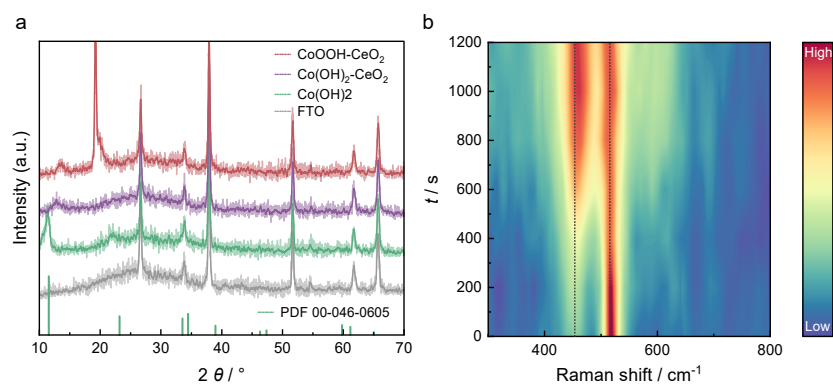 a
CoOOH-CeO₂
Co(OH)₂-CeO₂
Co(OH)2
FTO
Intensity (a.u.)
PDF 00-046-0605
10 20 30 40 50 60 70
2 θ / °
b
1200
1000
800
600
400
200
0
t / s
400 600 800
Raman shift / cm⁻¹
High
Low